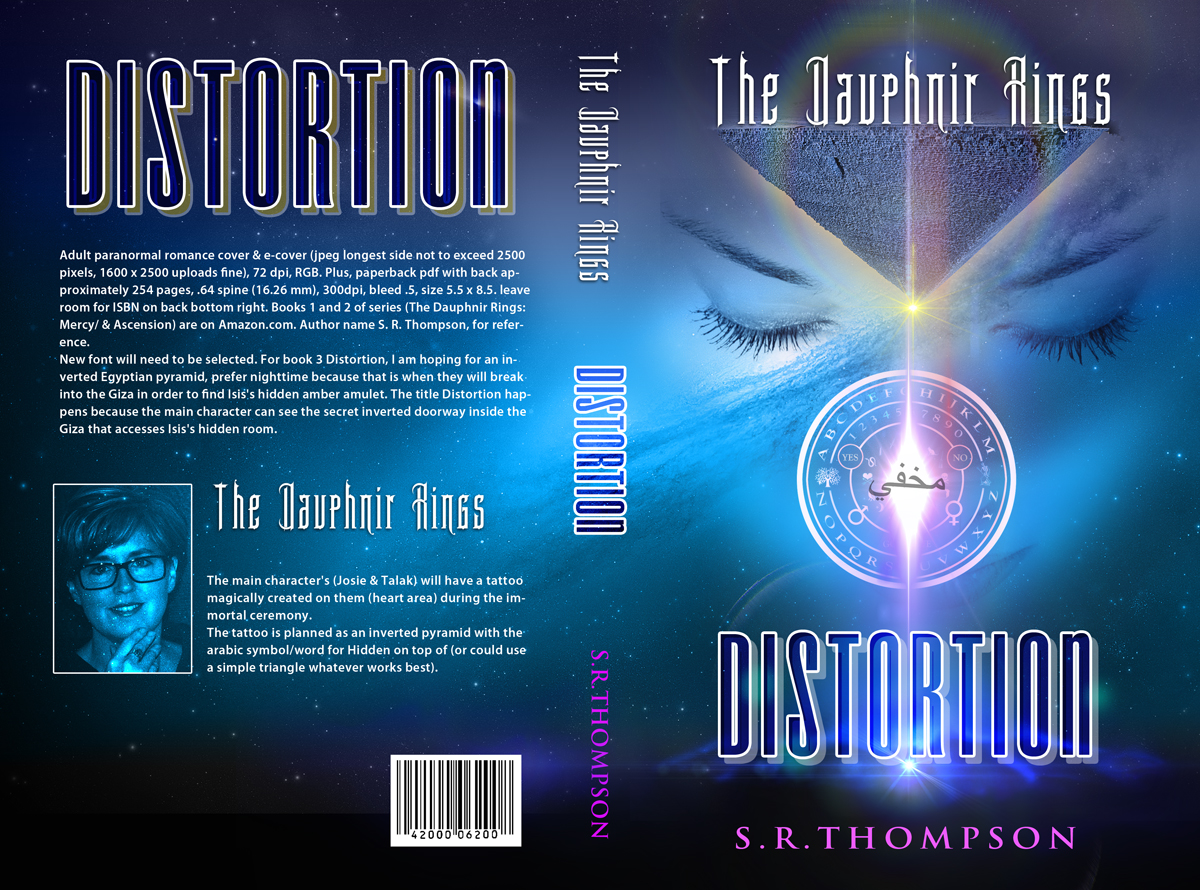 DISTORTION
Adult paranormal romance cover & e-cover (jpeg longest side not to exceed 2500
pixels, 1600 x 2500 uploads fine), 72 dpi, RGB. Plus, paperback pdf with back ap-
proximately 254 pages, .64 spine (16.26 mm), 300dpi, bleed .5, size 5.5 x 8.5. leave
room for ISBN on back bottom right. Books 1 and 2 of series (The Dauphnir Rings:
Mercy/ & Ascension) are on Amazon.com. Author name S. R. Thompson, for refer-
ence.
New font will need to be selected. For book 3 Distortion, I am hoping for an in-
verted Egyptian pyramid, prefer nighttime because that is when they will break
into the Giza in order to find Isis's hidden amber amulet. The title Distortion hap-
pens because the main character can see the secret inverted doorway inside the
Giza that accesses Isis's hidden room.
The Dauphnir Rings
The main character's (Josie & Talak) will have a tattoo
magically created on them (heart area) during the im-
mortal ceremony.
The tattoo is planned as an inverted pyramid with the
arabic symbol/word for Hidden on top of (or could use
a simple triangle whatever works best).
42000 06200
The Dauphnir Rings
DISTORTION
S.R.THOMPSON
The Dauphnir Rings
A B C D E F H I J K L M
1 2 3 4 5 7 8 9 0
YES
NO
مخفي
N O P Q R U V W X Y Z
DISTORTION
S.R.THOMPSON